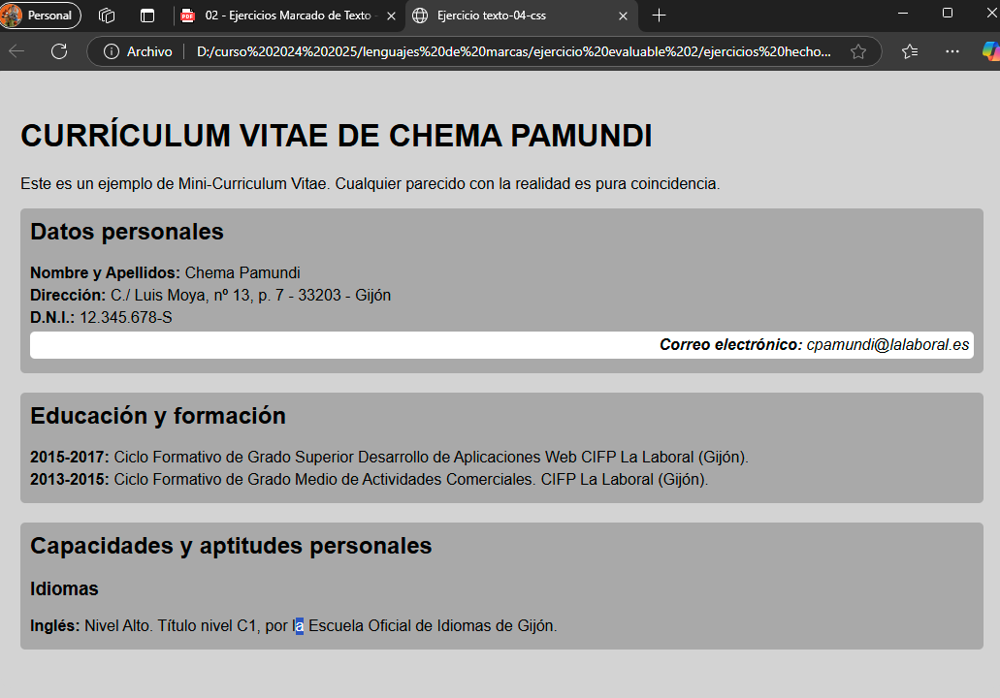 Personal
02 - Ejercicios Marcado de Texto -
Ejercicio texto-04-css
Archivo
D:/curso%202024%202025/lenguajes%20de%20marcas/ejercicio%20evaluable%202/ejercicios%20hecho...
CURRÍCULUM VITAE DE CHEMA PAMUNDI
Este es un ejemplo de Mini-Curriculum Vitae. Cualquier parecido con la realidad es pura coincidencia.
Datos personales
Nombre y Apellidos: Chema Pamundi
Dirección: C./ Luis Moya, nº 13, p. 7 - 33203 - Gijón
D.N.I.: 12.345.678-S
Correo electrónico: cpamundi@lalaboral.es
Educación y formación
2015-2017: Ciclo Formativo de Grado Superior Desarrollo de Aplicaciones Web CIFP La Laboral (Gijón).
2013-2015: Ciclo Formativo de Grado Medio de Actividades Comerciales. CIFP La Laboral (Gijón).
Capacidades y aptitudes personales
Idiomas
Inglés: Nivel Alto. Título nivel C1, por la Escuela Oficial de Idiomas de Gijón.